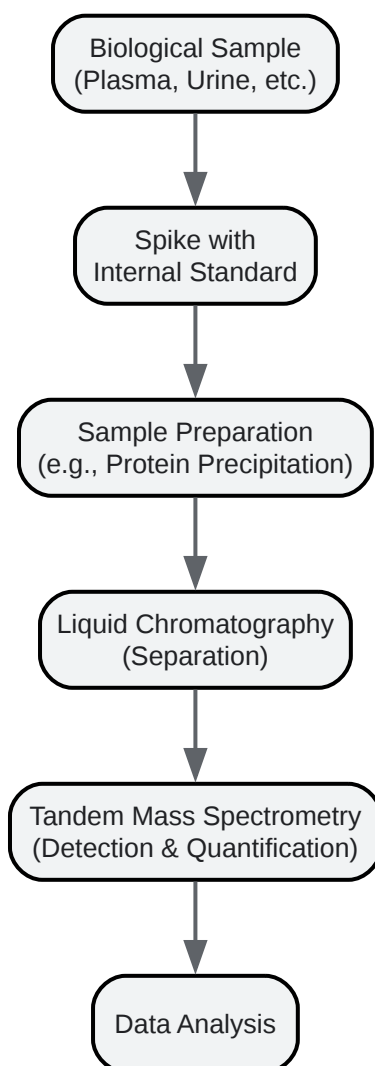 Biological Sample
(Plasma, Urine, etc.)
Spike with
Internal Standard
Sample Preparation
(e.g., Protein Precipitation)
Liquid Chromatography
(Separation)
Tandem Mass Spectrometry
(Detection & Quantification)
Data Analysis